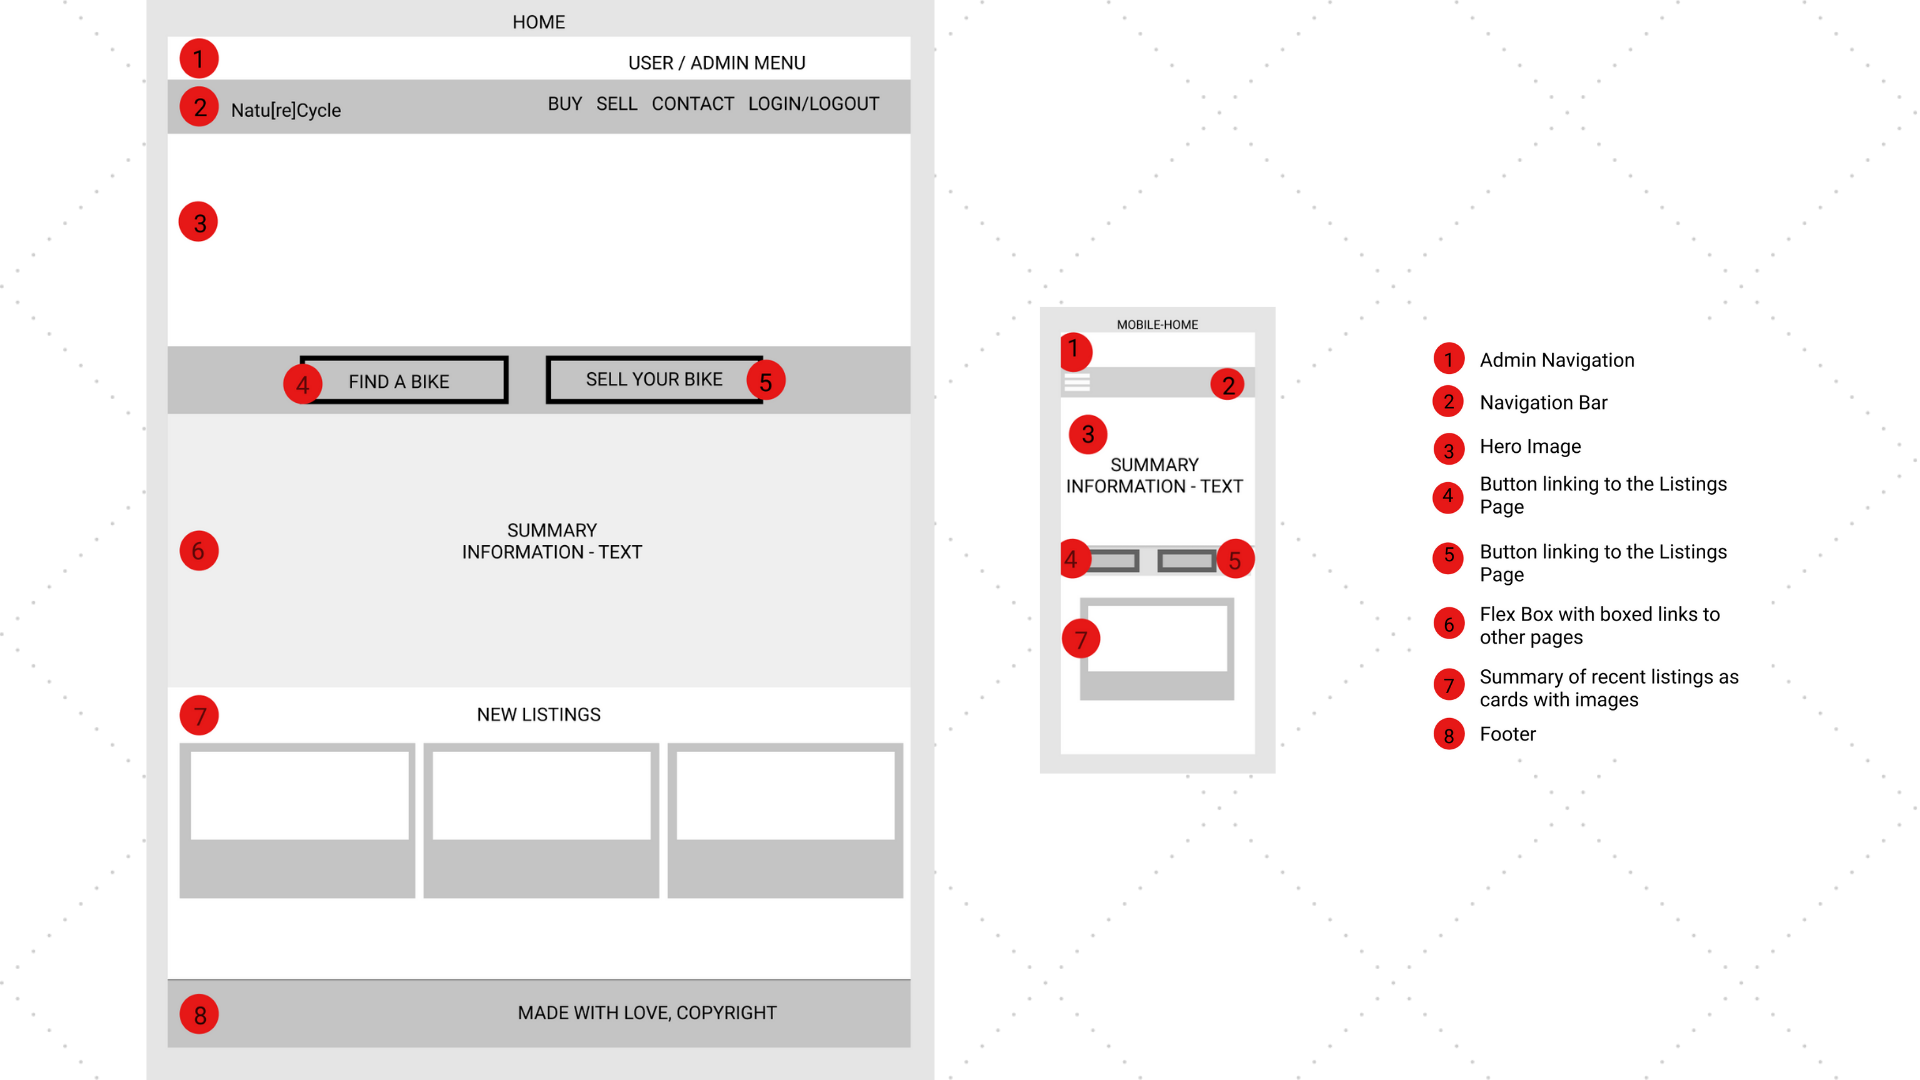 HOME
1
USER / ADMIN MENU
2
Natu[re]Cycle
BUY SELL CONTACT LOGIN/LOGOUT
3
4
FIND A BIKE
SELL YOUR BIKE
5
6
SUMMARY
INFORMATION - TEXT
7
NEW LISTINGS
8
MADE WITH LOVE, COPYRIGHT
MOBILE-HOME
1
2
3
SUMMARY
INFORMATION - TEXT
4
5
7
1 Admin Navigation
2 Navigation Bar
3 Hero Image
4 Button linking to the Listings
Page
5 Button linking to the Listings
Page
6 Flex Box with boxed links to
other pages
7 Summary of recent listings as
cards with images
8 Footer